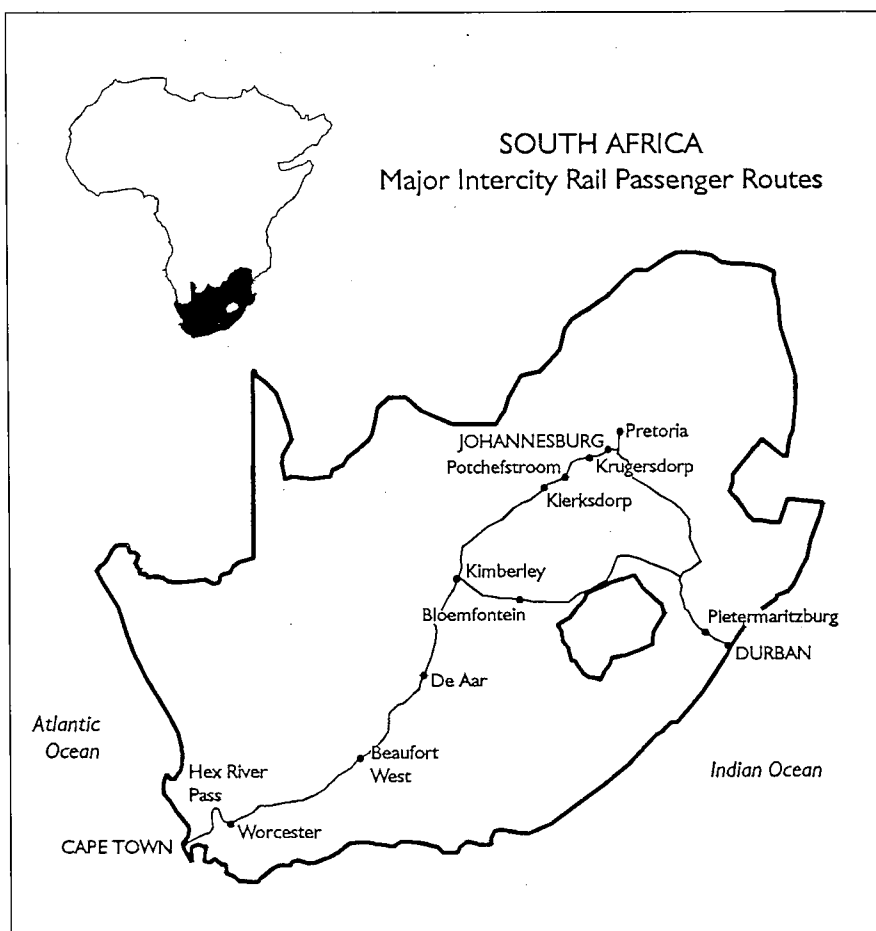 SOUTH AFRICA
Major Intercity Rail Passenger Routes
JOHANNESBURG
Pretoria
Potchefstroom
Krugersdorp
Klerksdorp
Kimberley
Bloemfontein
Pietermaritzburg
DURBAN
De Aar
Atlantic
Ocean
Beaufort
West
Indian Ocean
Hex River
Pass
Worcester
CAPE TOWN